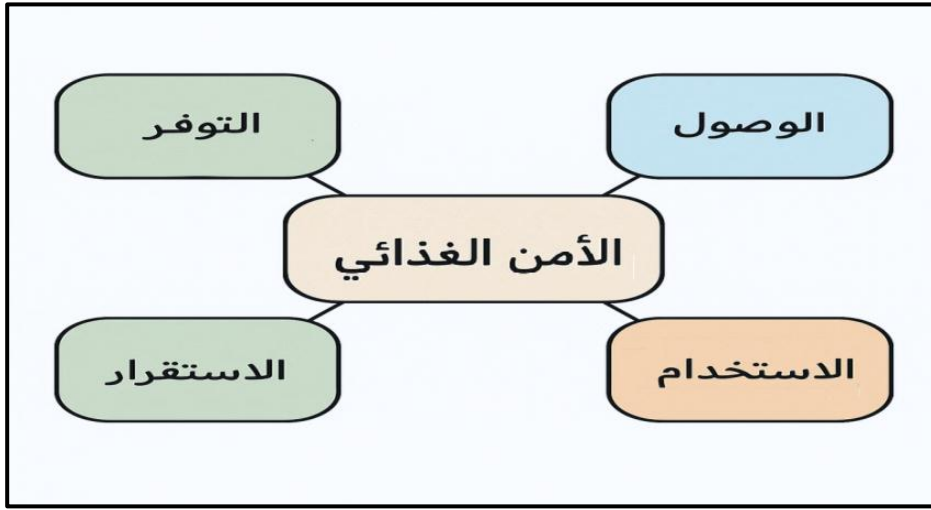 الوصول
التوفر
الأمن الغذائي
الاستخدام
الاستقرار